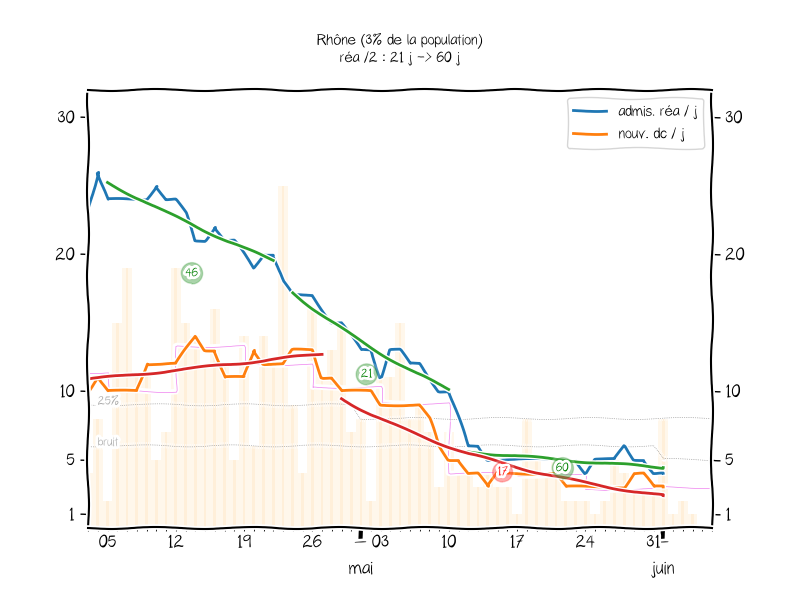 Rhône (3% de la population)
réa /2 : 21 j -> 60 j
admis. réa / j
nouv. dc / j
30
30
20
20
46
21
10
10
25%
bruit
5
17
60
5
1
1
05 12 19 26 03 10 17 24 31
mai juin